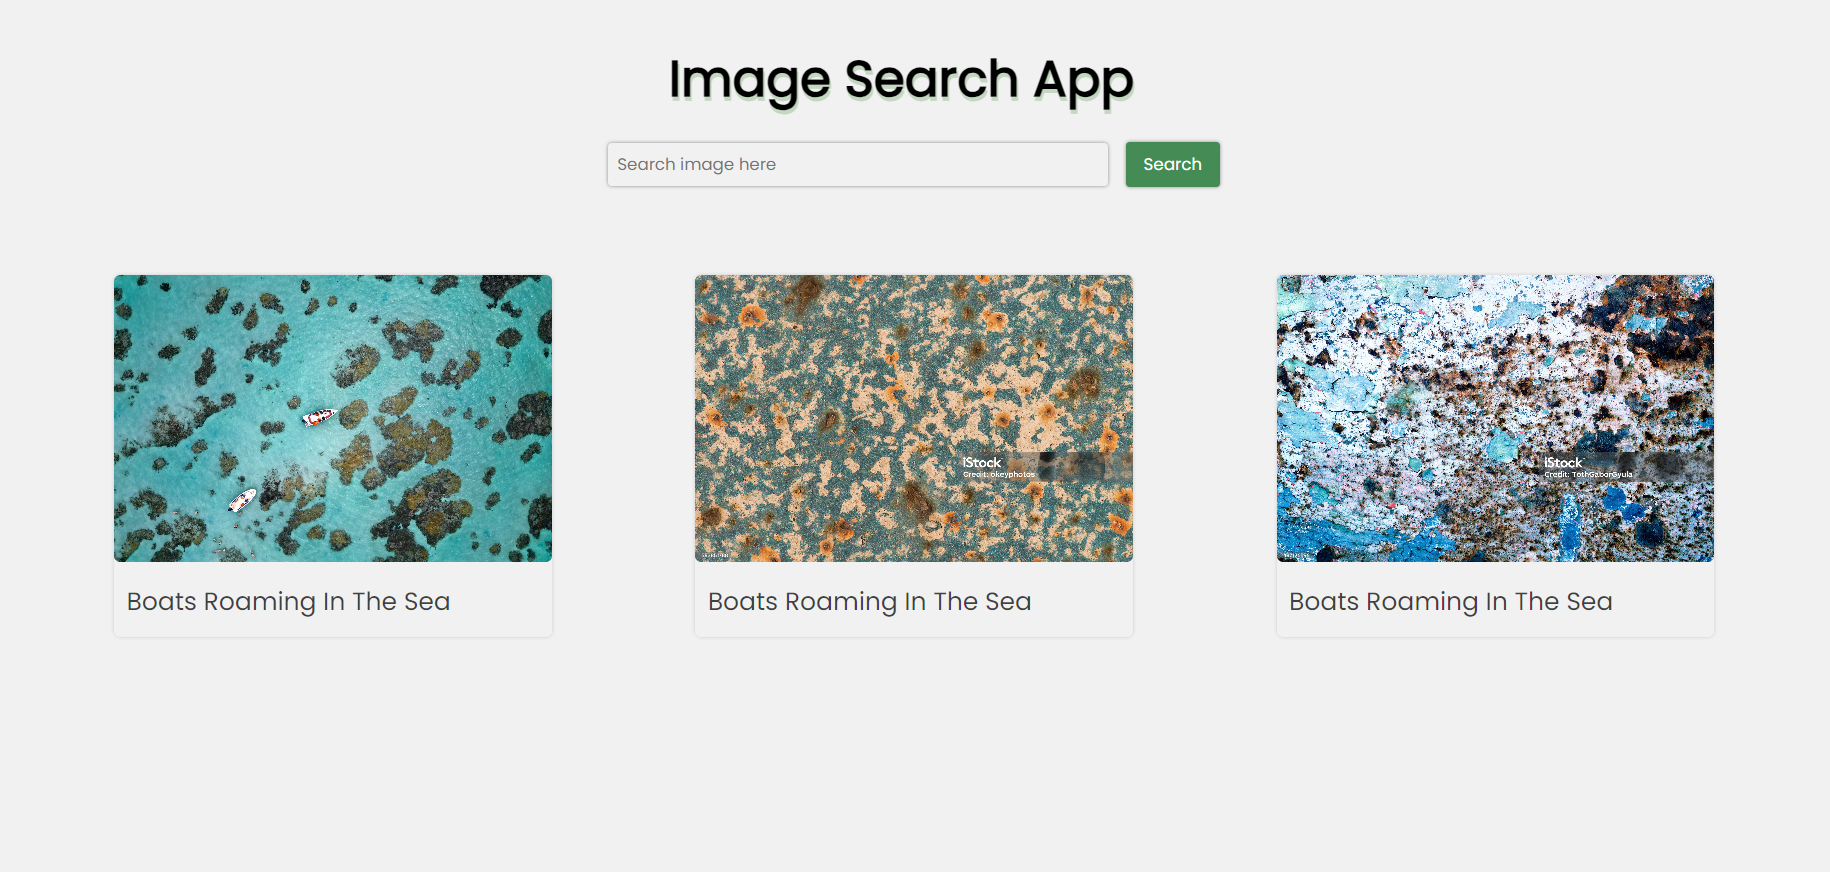 Image Search App
Search image here
Search
iStock
Credit: okeyphotos
iStock
Credit: TothGaborGyula
Boats Roaming In The Sea
Boats Roaming In The Sea
Boats Roaming In The Sea